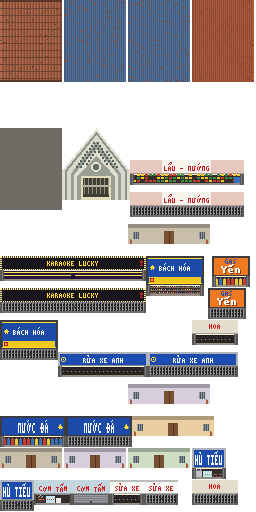 LẨU - NƯỚNG
LẨU - NƯỚNG
KARAOKE LUCKY
BÁCH HÓA
GAS
Yến
KARAOKE LUCKY
GAS
Yến
BÁCH HÓA
HOA
RỬA XE ANH
RỬA XE ANH
NƯỚC ĐÁ
NƯỚC ĐÁ
HỦ TIẾU
HỦ TIẾU
CƠM TẤM
CƠM TẤM
SỬA XE
SỬA XE
HOA